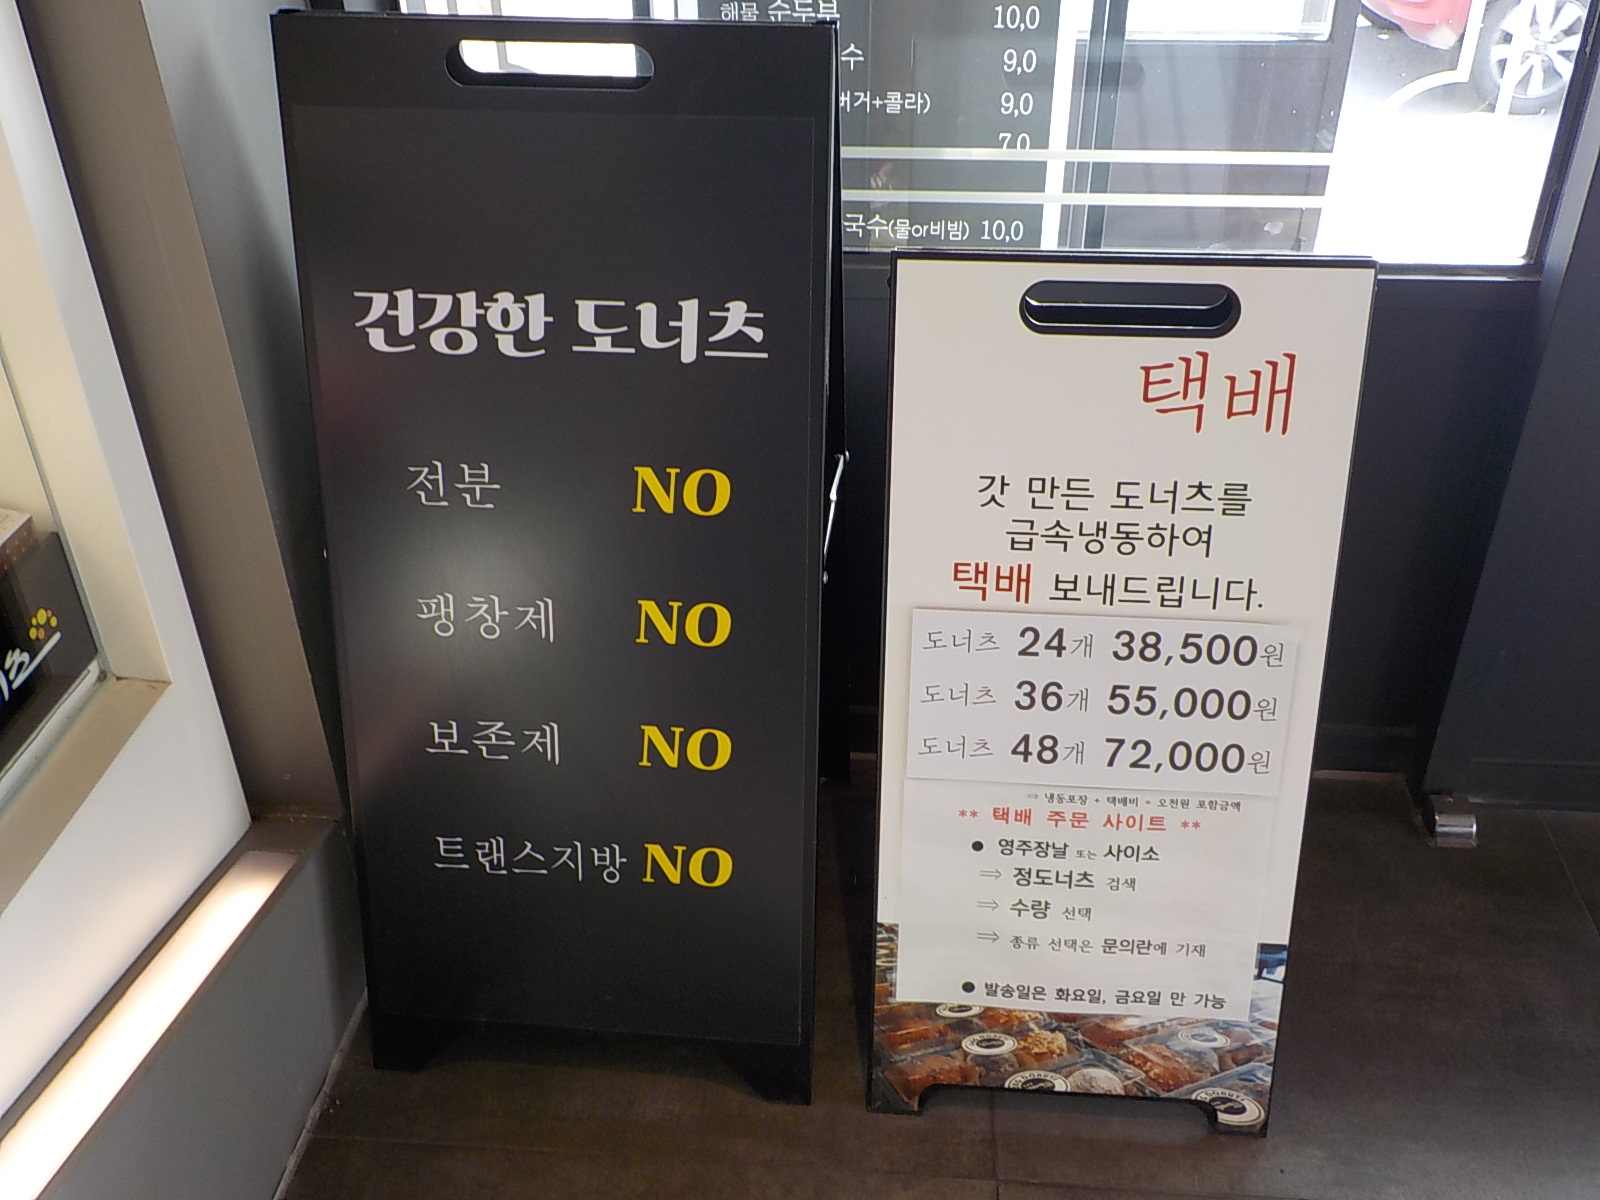 해물 순두부 10,0
수 9,0
버거+콜라) 9,0
7,0
국수(물or비빔) 10,0
건강한 도너츠
전분 NO
팽창제 NO
보존제 NO
트랜스지방 NO
택배
갓 만든 도너츠를
급속냉동하여
택배 보내드립니다.
도너츠 24개 38,500원
도너츠 36개 55,000원
도너츠 48개 72,000원
⇒ 냉동포장 + 택배비 = 오천원 포함금액
** 택배 주문 사이트 **
● 영주장날 또는 사이소
⇒ 정도너츠 검색
⇒ 수량 선택
⇒ 종류 선택은 문의란에 기재
● 발송일은 화요일, 금요일 만 가능